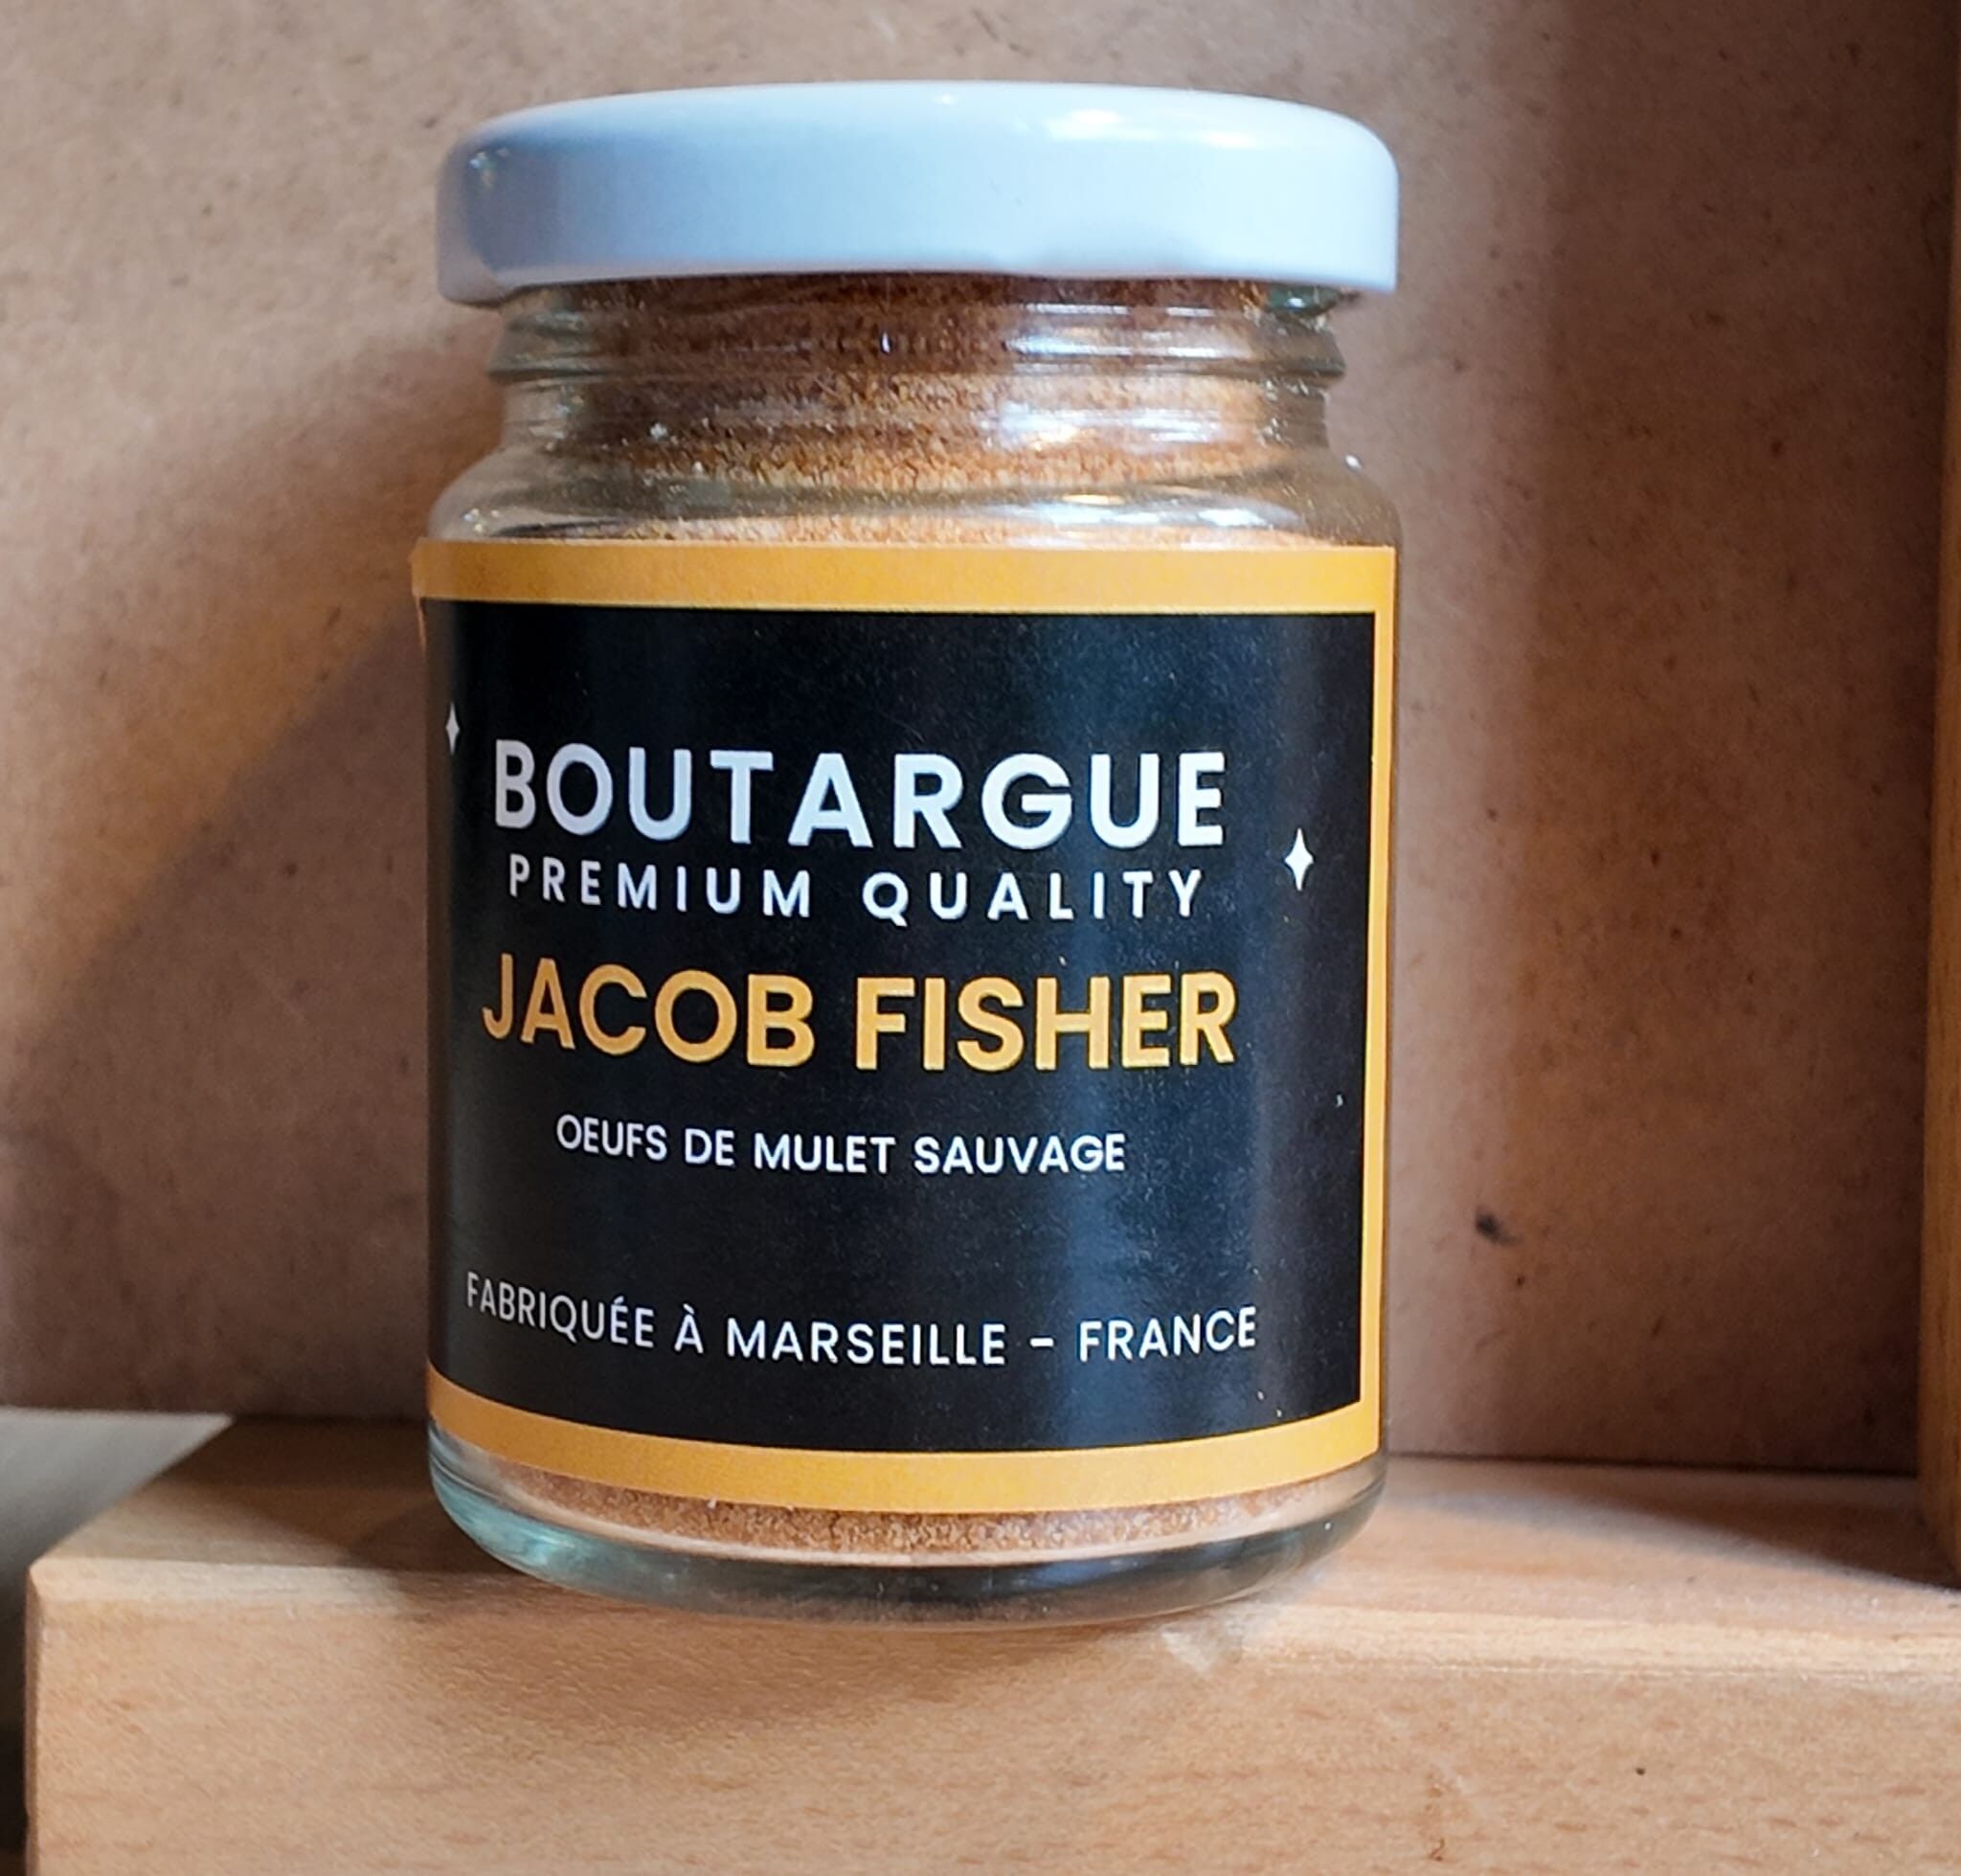 BOUTARGUE
PREMIUM QUALITY
JACOB FISHER
OEUFS DE MULET SAUVAGE
FABRIQUÉE À MARSEILLE - FRANCE